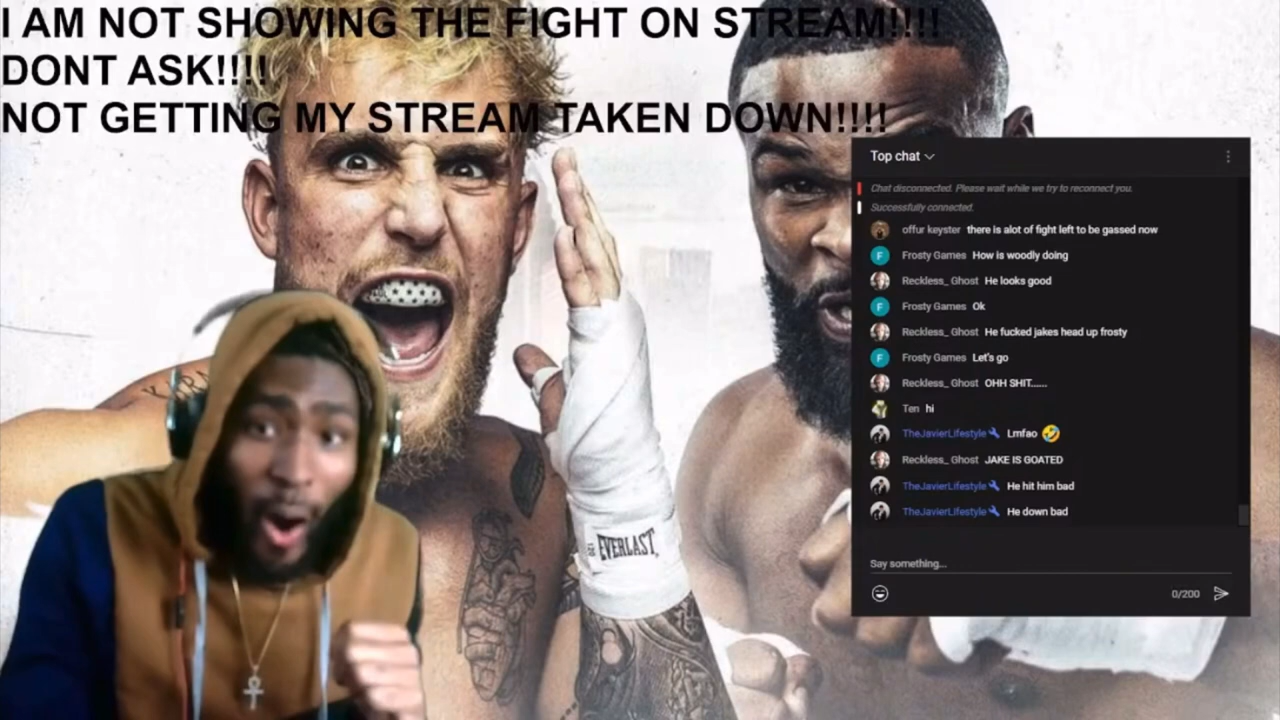 I AM NOT SHOWING THE FIGHT ON STREAM!!!!
DONT ASK!!!!
NOT GETTING MY STREAM TAKEN DOWN!!!!
Top chat
Chat disconnected. Please wait while we try to reconnect you.
Successfully connected.
offur keyster there is alot of fight left to be gassed now
F Frosty Games How is woodly doing
Reckless_ Ghost He looks good
F Frosty Games Ok
Reckless_ Ghost He fucked jakes head up frosty
F Frosty Games Let's go
Reckless_ Ghost OHH SHIT......
Ten hi
TheJavierLifestyle Lmfao 🤣
Reckless_ Ghost JAKE IS GOATED
TheJavierLifestyle He hit him bad
TheJavierLifestyle He down bad
Say something...
0/200
EVERLAST